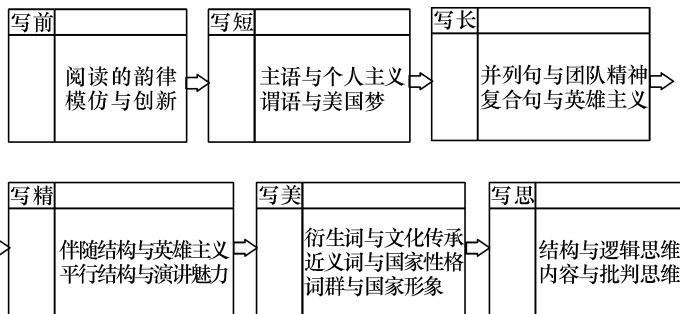 写前
阅读的韵律
模仿与创新
写短
主语与个人主义
谓语与美国梦
写长
并列句与团队精神
复合句与英雄主义
写精
伴随结构与英雄主义
平行结构与演讲魅力
写美
衍生词与文化传承
近义词与国家性格
词群与国家形象
写思
结构与逻辑思维
内容与批判思维